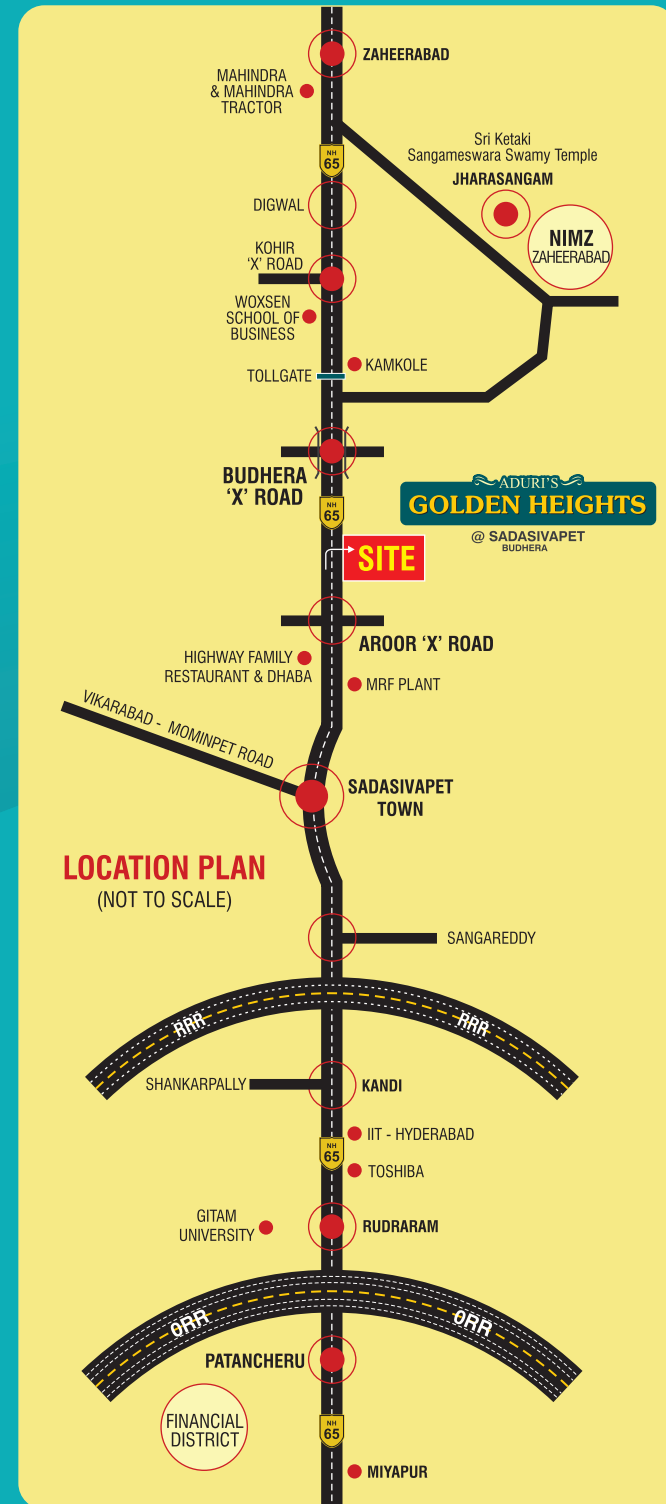 ZAHEERABAD
MAHINDRA
& MAHINDRA
TRACTOR
NH
65
Sri Ketaki
Sangameswara Swamy Temple
JHARASANGAM
DIGWAL
NIMZ
ZAHEERABAD
KOHIR
‘X’ ROAD
WOXSEN
SCHOOL OF
BUSINESS
KAMKOLE
TOLLGATE
BUDHERA
‘X’ ROAD
NH
65
ADURI'S
GOLDEN HEIGHTS
@ SADASIVAPET
BUDHERA
SITE
AROOR ‘X’ ROAD
HIGHWAY FAMILY
RESTAURANT & DHABA
MRF PLANT
VIKARABAD - MOMINPET ROAD
SADASIVAPET
TOWN
LOCATION PLAN
(NOT TO SCALE)
SANGAREDDY
RRR
RRR
SHANKARPALLY
KANDI
IIT - HYDERABAD
NH
65
TOSHIBA
GITAM
UNIVERSITY
RUDRARAM
ORR
ORR
PATANCHERU
FINANCIAL
DISTRICT
NH
65
MIYAPUR